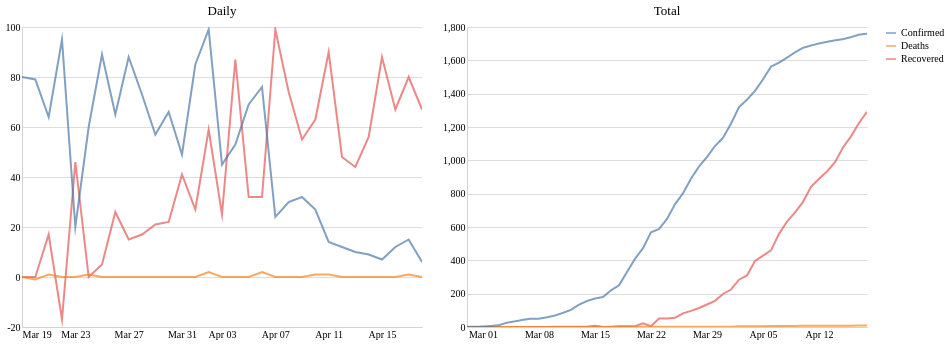 Daily
100
80
60
40
20
0
-20
Mar 19 Mar 23 Mar 27 Mar 31 Apr 03 Apr 07 Apr 11 Apr 15
Total
1,800
1,600
1,400
1,200
1,000
800
600
400
200
0
Mar 01 Mar 08 Mar 15 Mar 22 Mar 29 Apr 05 Apr 12
Confirmed
Deaths
Recovered